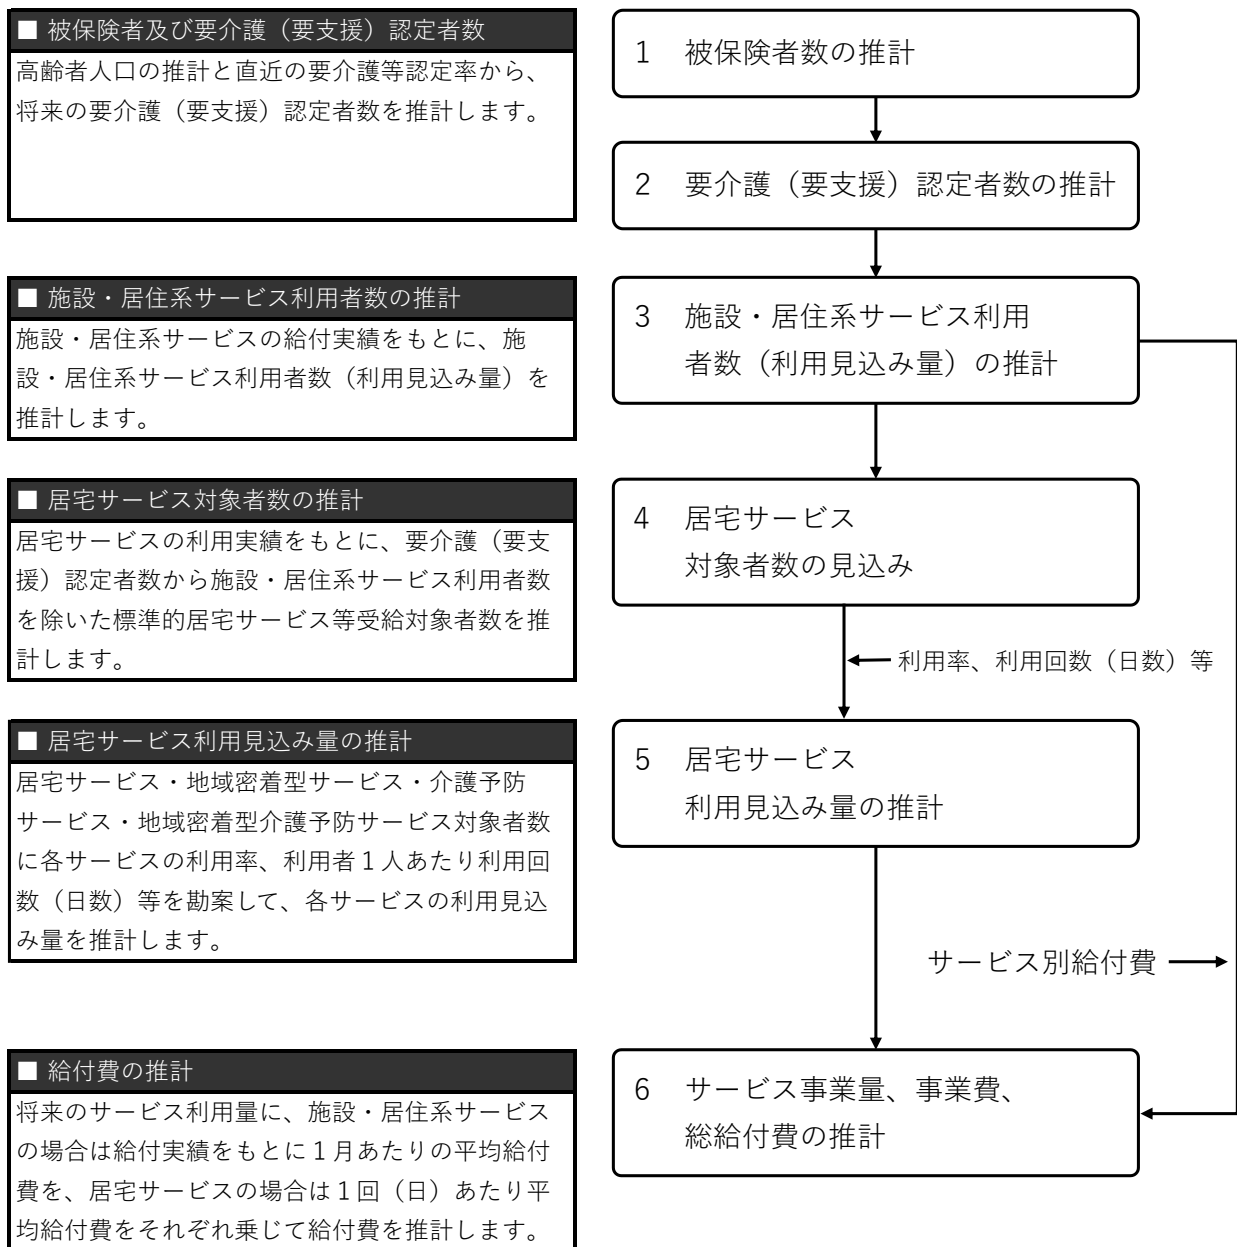 ■ 被保険者及び要介護（要支援）認定者数
高齢者人口の推計と直近の要介護等認定率から、
将来の要介護（要支援）認定者数を推計します。
1 被保険者数の推計
2 要介護（要支援）認定者数の推計
■ 施設・居住系サービス利用者数の推計
施設・居住系サービスの給付実績をもとに、施
設・居住系サービス利用者数（利用見込み量）を
推計します。
3 施設・居住系サービス利用
者数（利用見込み量）の推計
■ 居宅サービス対象者数の推計
居宅サービスの利用実績をもとに、要介護（要支
援）認定者数から施設・居住系サービス利用者数
を除いた標準的居宅サービス等受給対象者数を推
計します。
4 居宅サービス
対象者数の見込み
利用率、利用回数（日数）等
■ 居宅サービス利用見込み量の推計
居宅サービス・地域密着型サービス・介護予防
サービス・地域密着型介護予防サービス対象者数
に各サービスの利用率、利用者１人あたり利用回
数（日数）等を勘案して、各サービスの利用見込
み量を推計します。
5 居宅サービス
利用見込み量の推計
サービス別給付費
■ 給付費の推計
将来のサービス利用量に、施設・居住系サービス
の場合は給付実績をもとに１月あたりの平均給付
費を、居宅サービスの場合は１回（日）あたり平
均給付費をそれぞれ乗じて給付費を推計します。
6 サービス事業量、事業費、
総給付費の推計